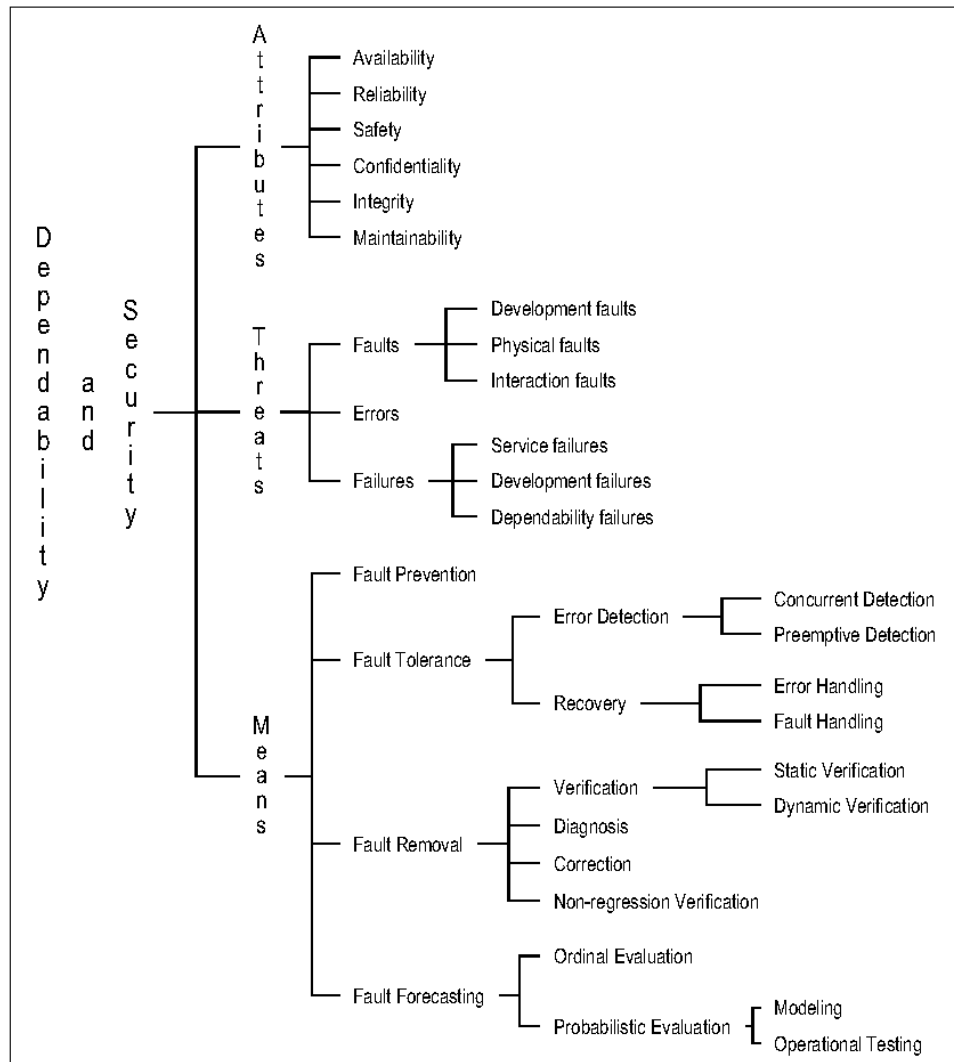 Dependability
and
Security
Attributes
Availability
Reliability
Safety
Confidentiality
Integrity
Maintainability
Threats
Faults
Development faults
Physical faults
Interaction faults
Errors
Failures
Service failures
Development failures
Dependability failures
Means
Fault Prevention
Fault Tolerance
Error Detection
Concurrent Detection
Preemptive Detection
Recovery
Error Handling
Fault Handling
Fault Removal
Verification
Static Verification
Dynamic Verification
Diagnosis
Correction
Non-regression Verification
Fault Forecasting
Ordinal Evaluation
Probabilistic Evaluation
Modeling
Operational Testing